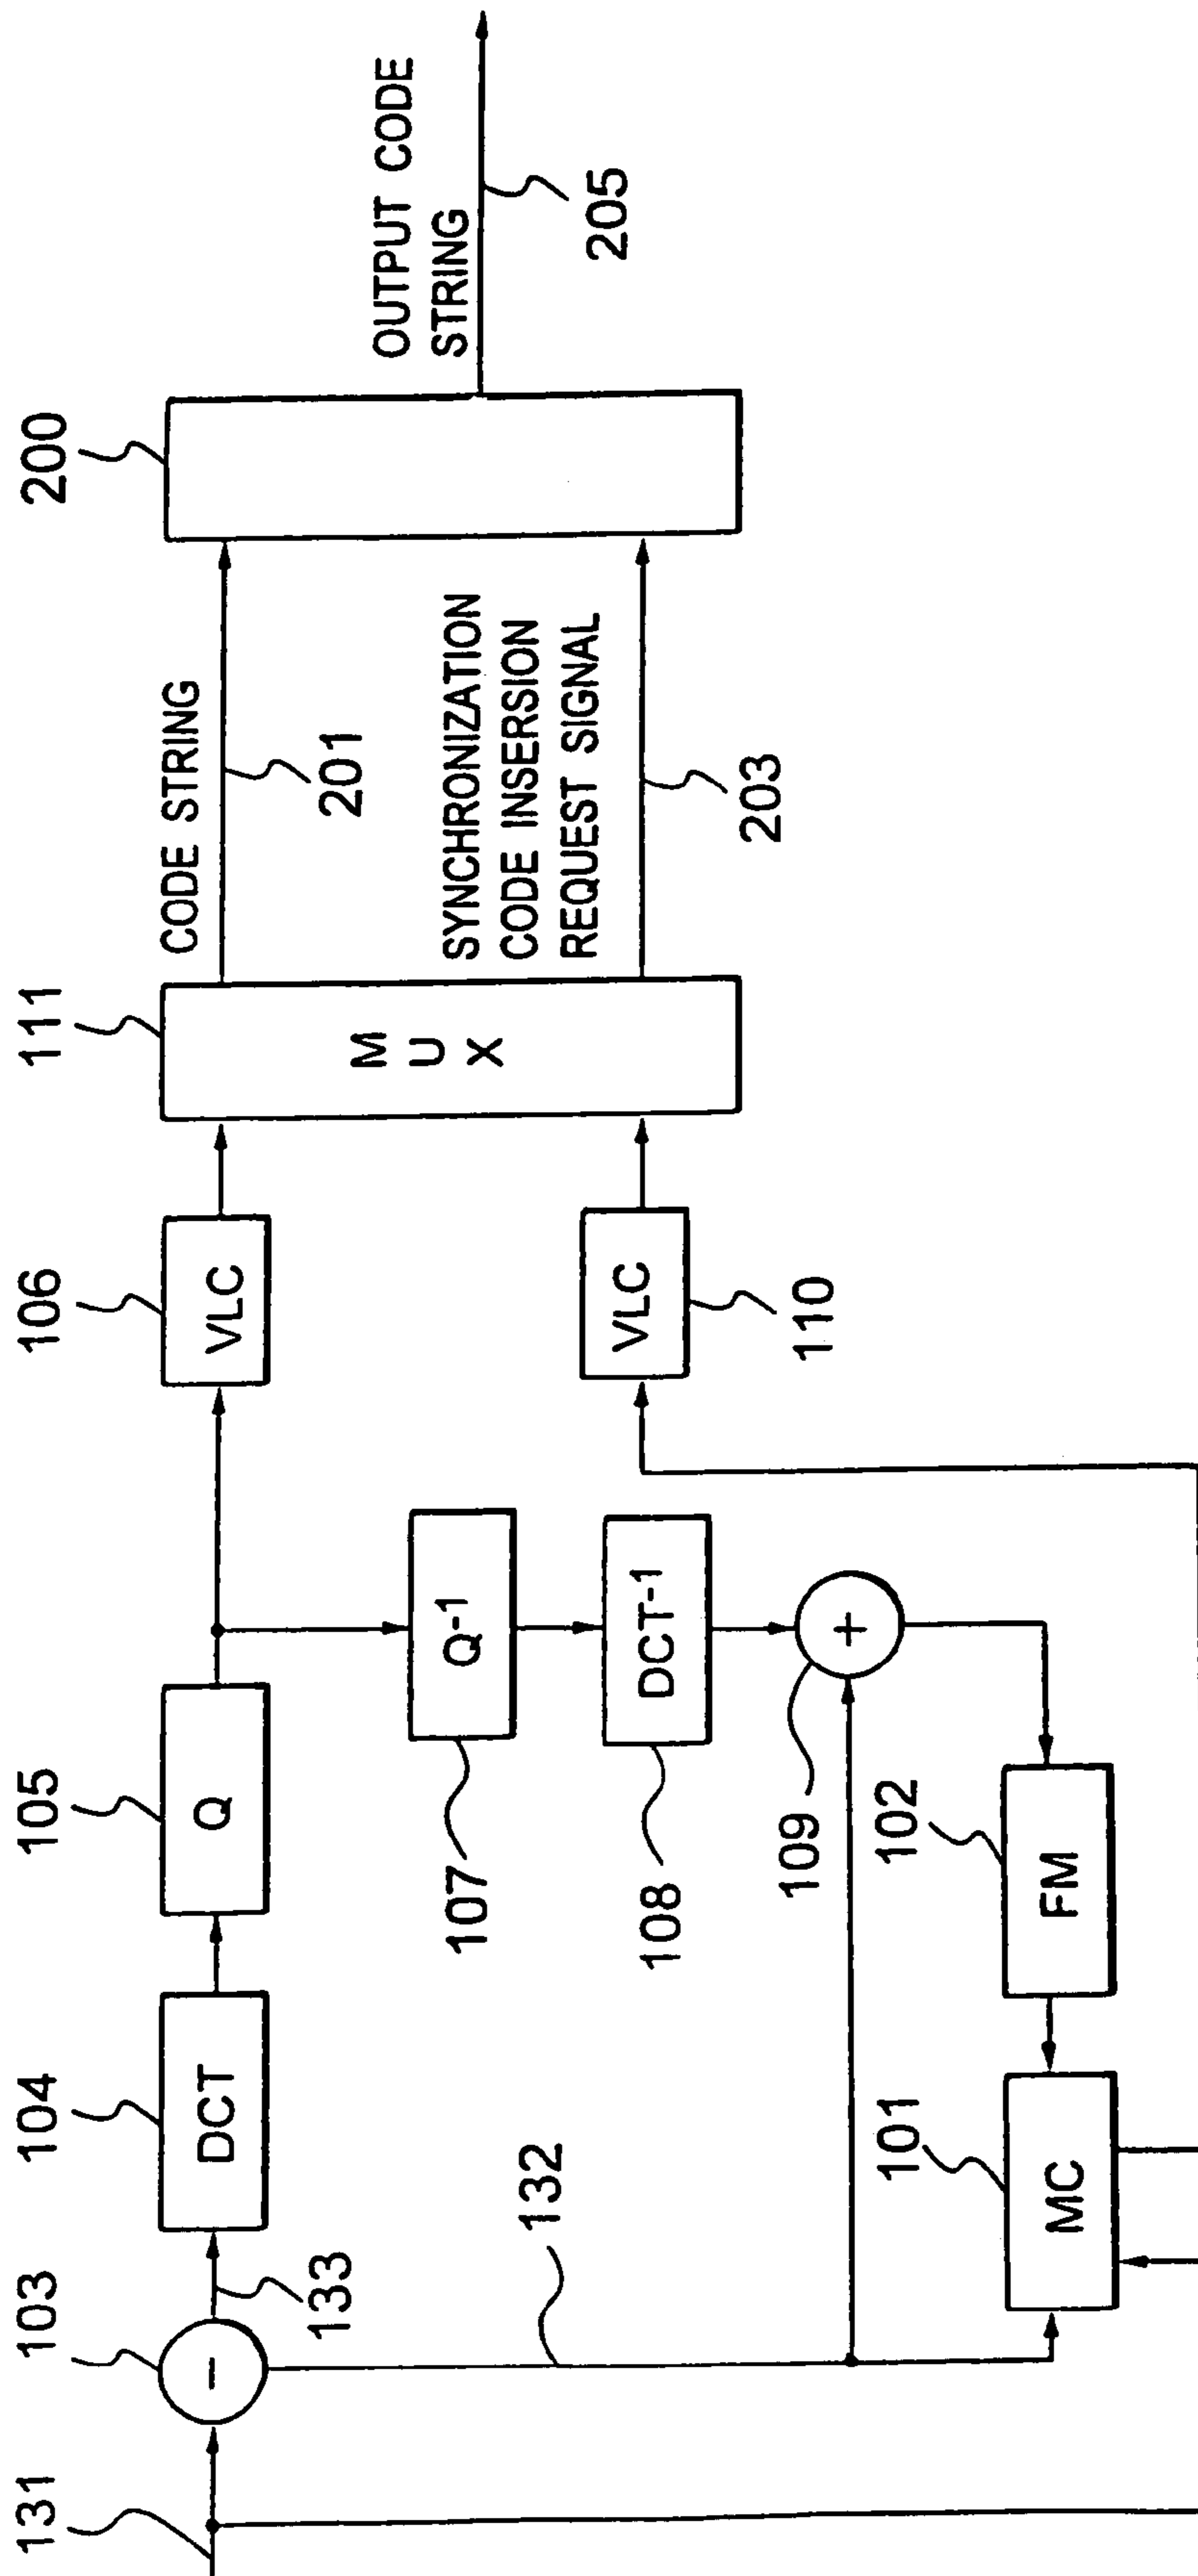 131
103
133
104
DCT
105
Q
106
VLC
111
MUX
CODE STRING
201
200
OUTPUT CODE
STRING
205
SYNCHRONIZATION
CODE INSERSION
REQUEST SIGNAL
203
VLC
110
Q-1
107
DCT-1
108
+
109
102
FM
101
MC
132
-